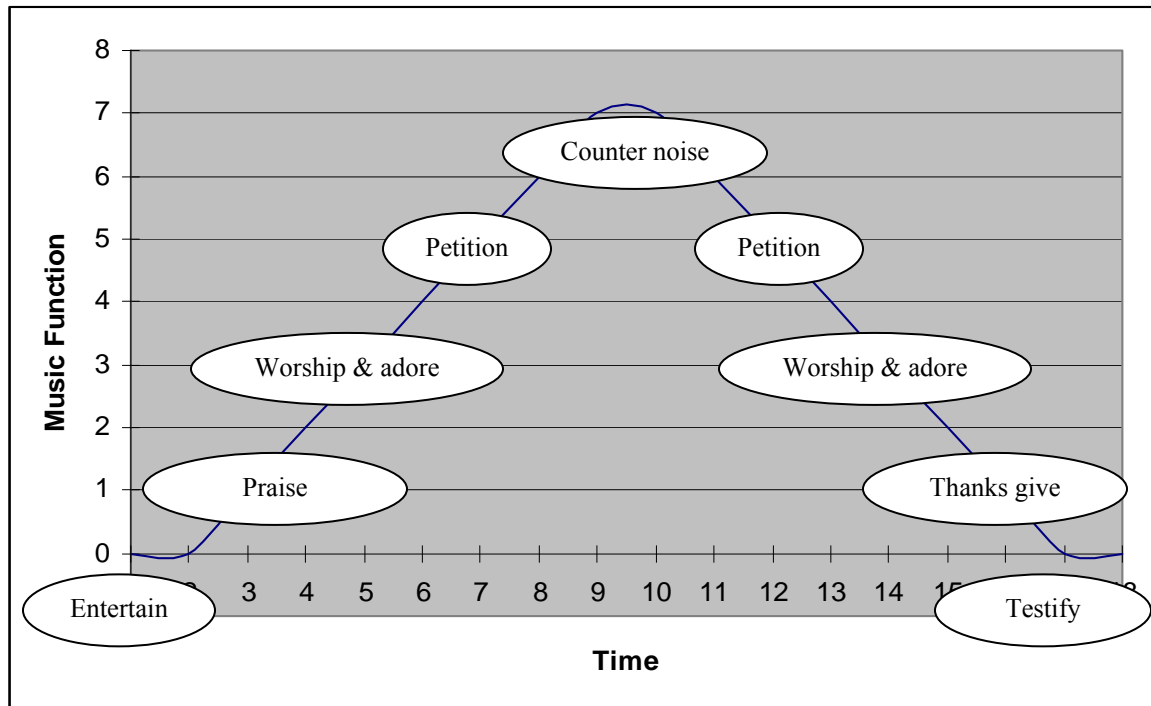 8
7
Counter noise
6
Petition Petition
5
4
Worship & adore Worship & adore
3
2
Praise Thanks give
1
0
3 4 5 6 7 8 9 10 11 12 13 14
Entertain Testify
Music Function
Time